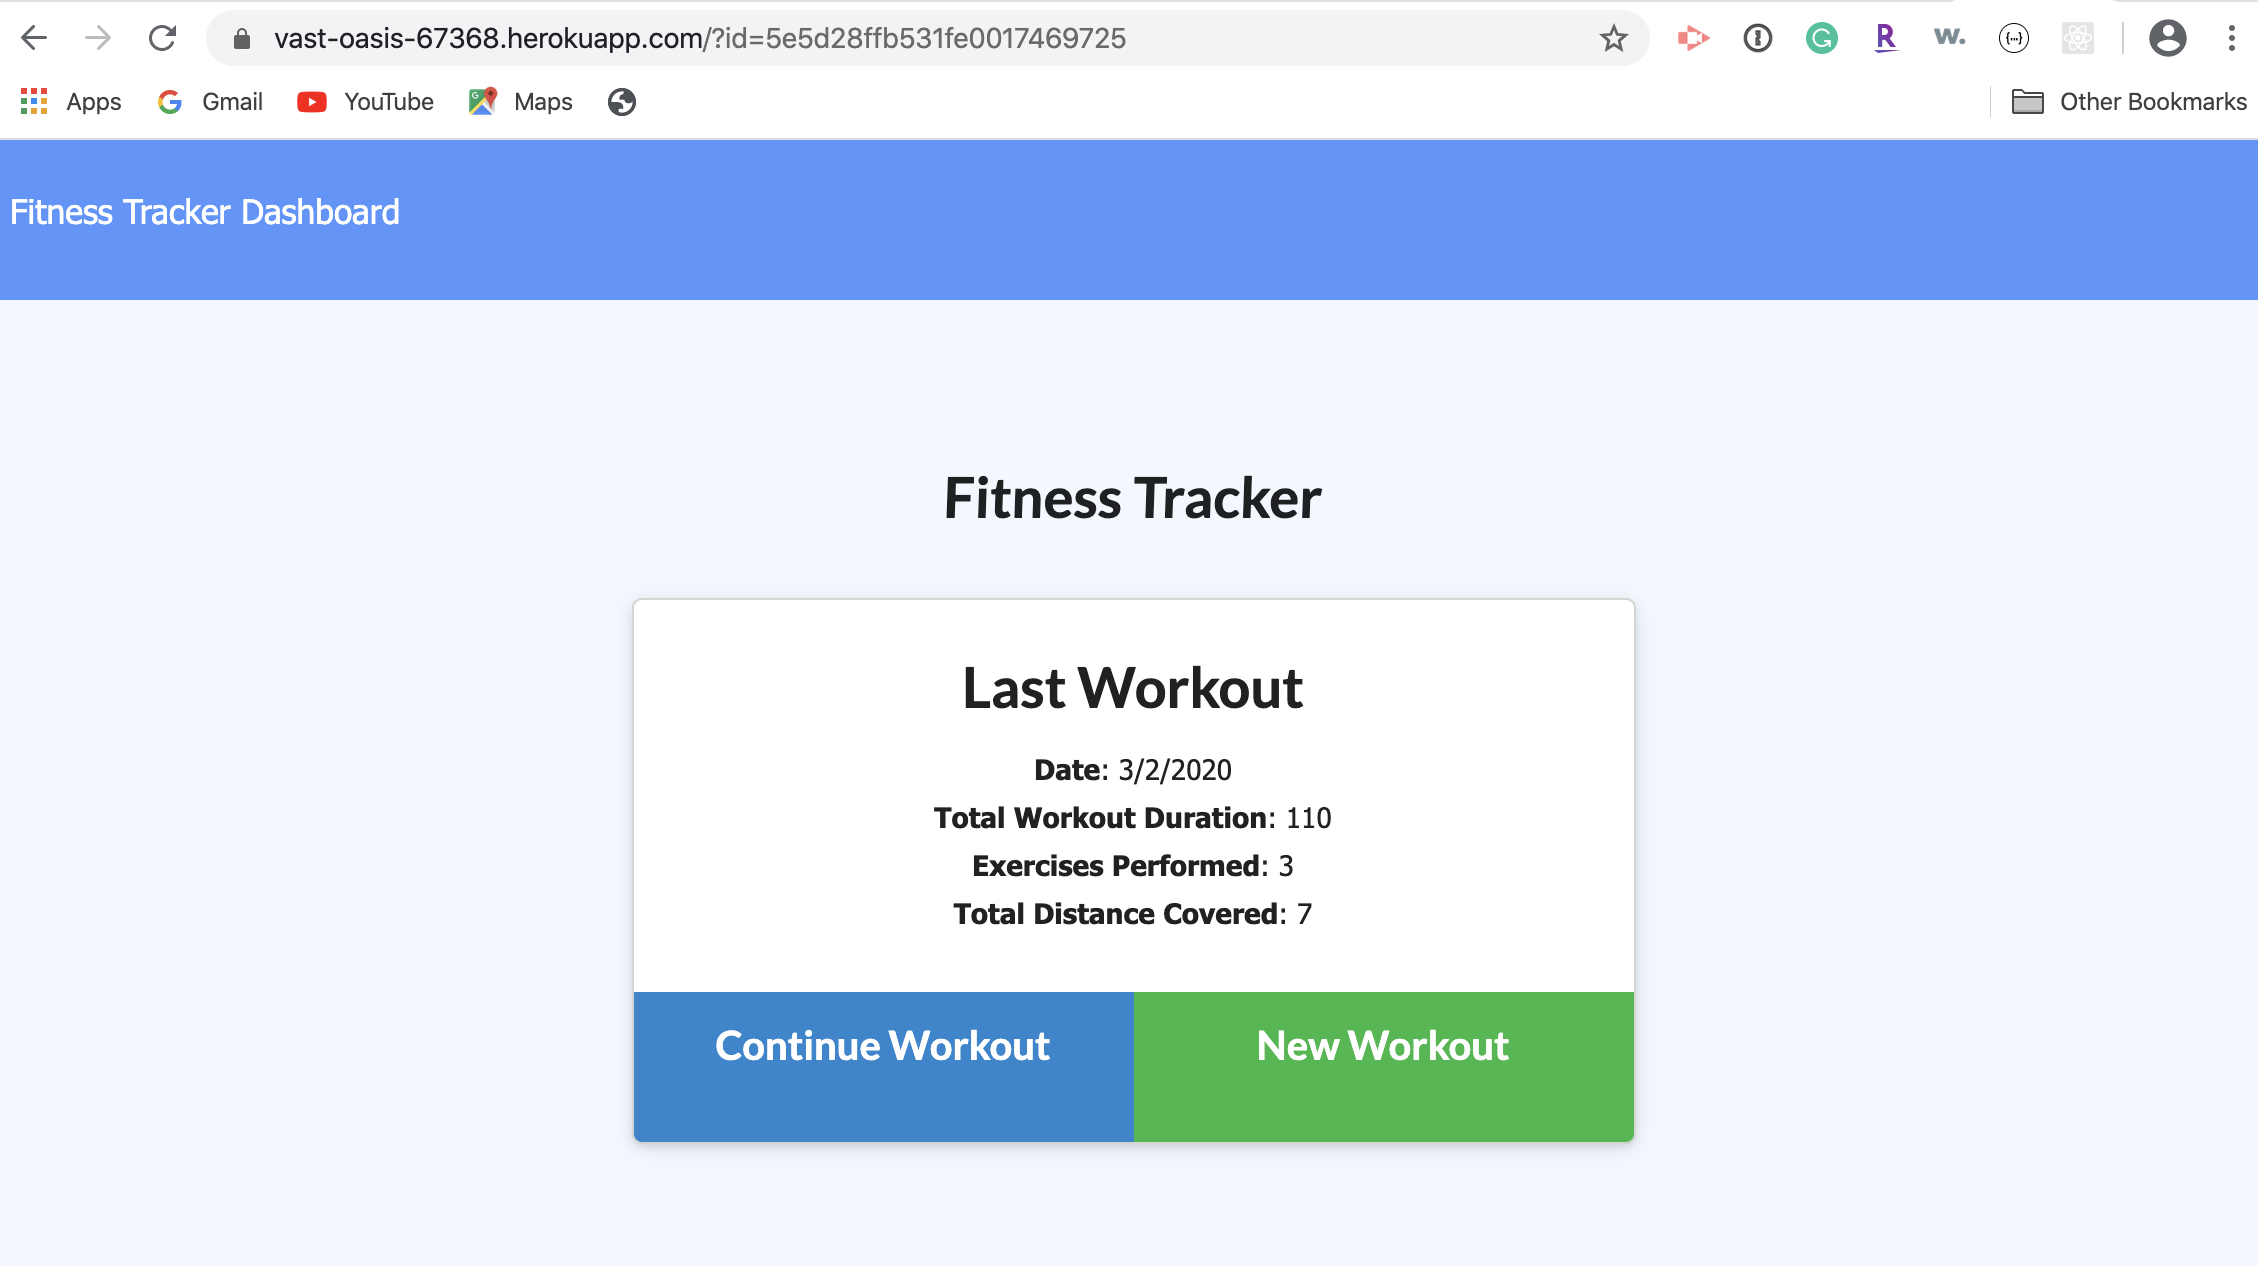 vast-oasis-67368.herokuapp.com/?id=5e5d28ffb531fe0017469725
Apps Gmail YouTube Maps Other Bookmarks
Fitness Tracker Dashboard
Fitness Tracker
Last Workout
Date: 3/2/2020
Total Workout Duration: 110
Exercises Performed: 3
Total Distance Covered: 7
Continue Workout New Workout